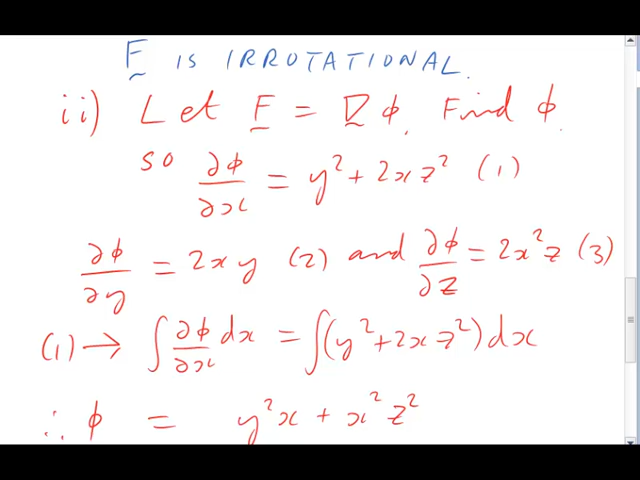 F IS IRROTATIONAL.
ii) Let F = ∇ϕ. Find ϕ.
so ∂ϕ/∂x = y² + 2xz² (1)
∂ϕ/∂y = 2xy (2) and ∂ϕ/∂z = 2x²z (3)
(1) → ∫ ∂ϕ/∂x dx = ∫(y² + 2xz²) dx
∴ ϕ = y²x + x²z²